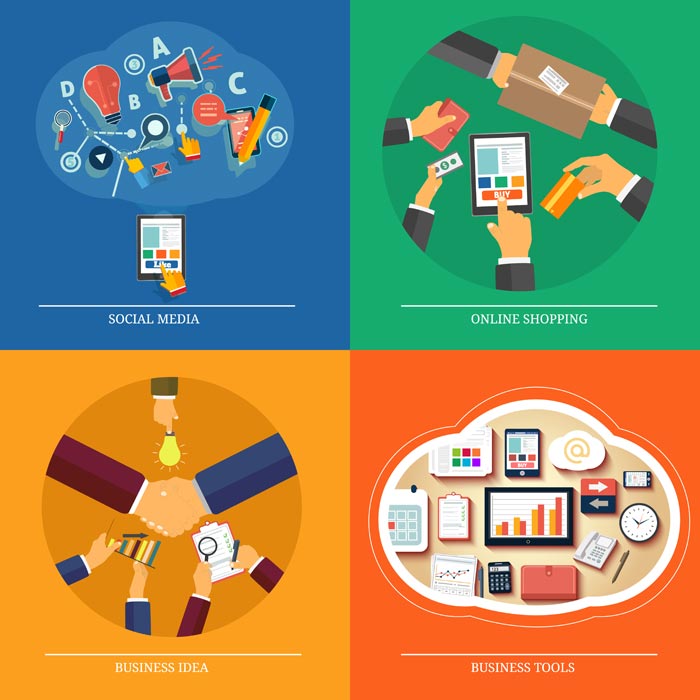 A
D
B
C
Like
SOCIAL MEDIA
BUY
ONLINE SHOPPING
BUSINESS IDEA
BUY
@
BUSINESS TOOLS